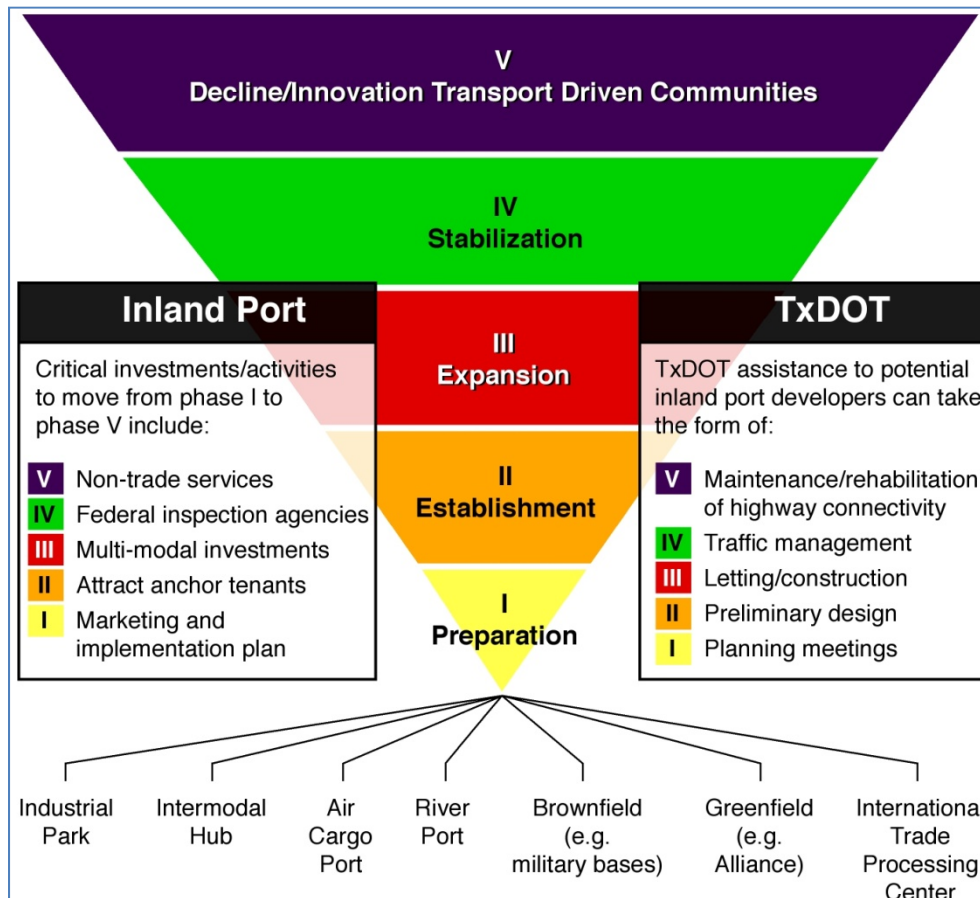 V
Decline/Innovation Transport Driven Communities
IV
Stabilization
III
Expansion
II
Establishment
I
Preparation
Inland Port
Critical investments/activities
to move from phase I to
phase V include:
V Non-trade services
IV Federal inspection agencies
III Multi-modal investments
II Attract anchor tenants
I Marketing and
implementation plan
TxDOT
TxDOT assistance to potential
inland port developers can take
the form of:
V Maintenance/rehabilitation
of highway connectivity
IV Traffic management
III Letting/construction
II Preliminary design
I Planning meetings
Industrial
Park
Intermodal
Hub
Air
Cargo
Port
River
Port
Brownfield
(e.g.
military bases)
Greenfield
(e.g.
Alliance)
International
Trade
Processing
Center